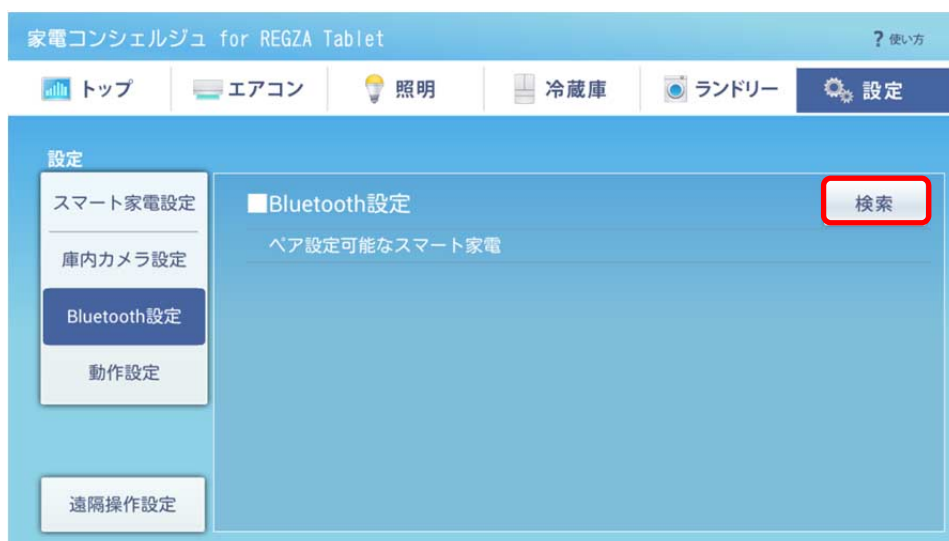 家電コンシェルジュ for REGZA Tablet
? 使い方
トップ
エアコン
照明
冷蔵庫
ランドリー
設定
設定
スマート家電設定
庫内カメラ設定
Bluetooth設定
動作設定
遠隔操作設定
■Bluetooth設定
検索
ペア設定可能なスマート家電